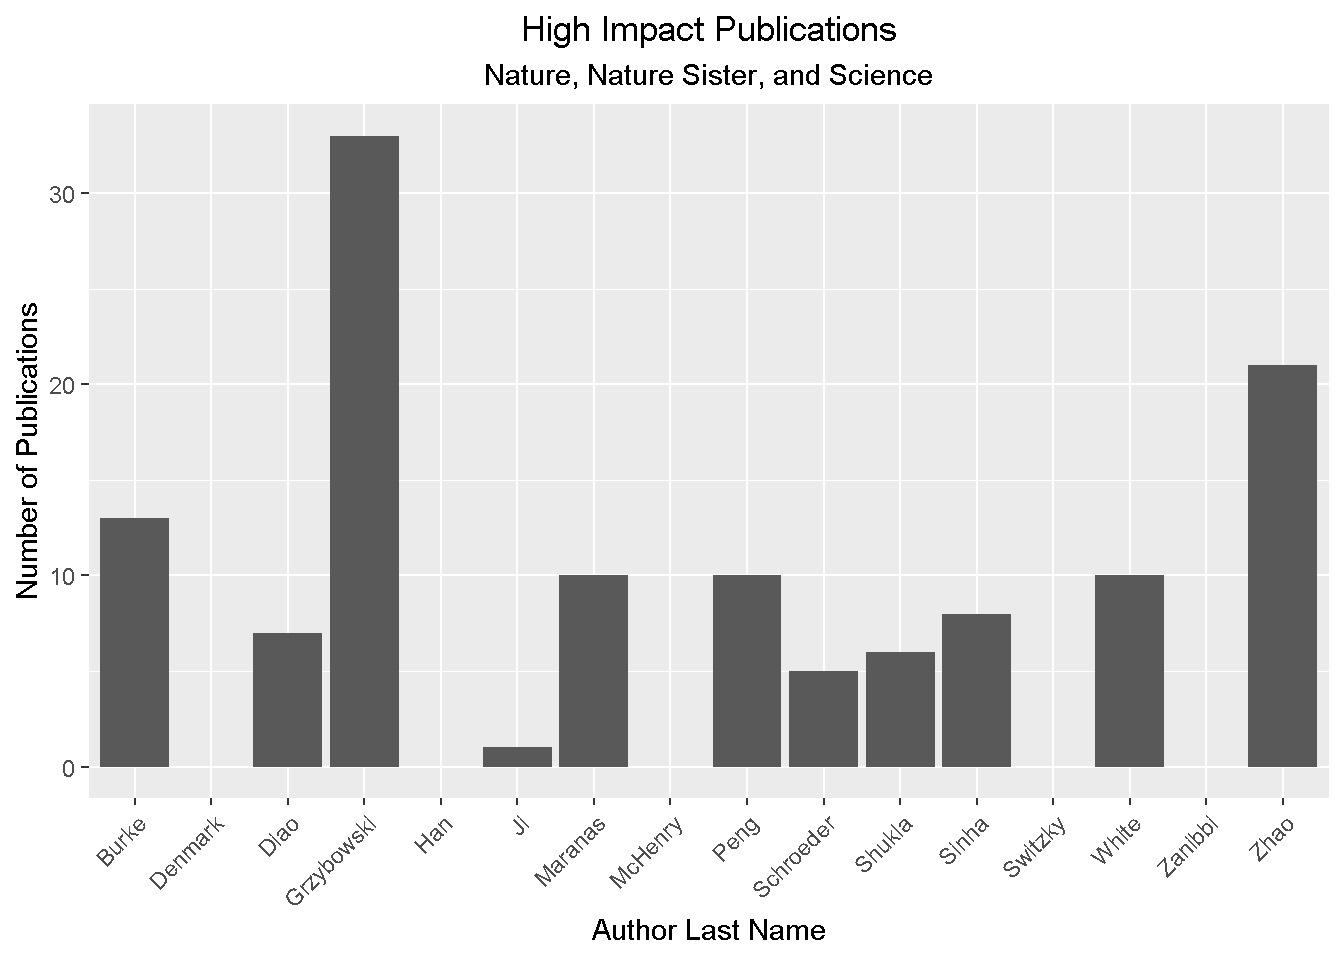 High Impact Publications
Nature, Nature Sister, and Science
Number of Publications
30
20
10
0
Burke
Denmark
Diao
Grzybowski
Han
Ji
Maranas
McHenry
Peng
Schroeder
Shukla
Sinha
Switzky
White
Zanibbi
Zhao
Author Last Name